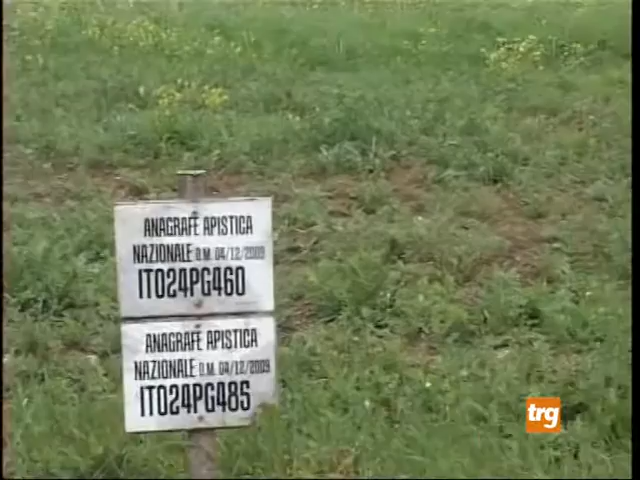 ANAGRAFE APISTICA
NAZIONALE D.M. 04/12/2009
IT024PG460
ANAGRAFE APISTICA
NAZIONALE D.M. 04/12/2009
IT024PG485
trg